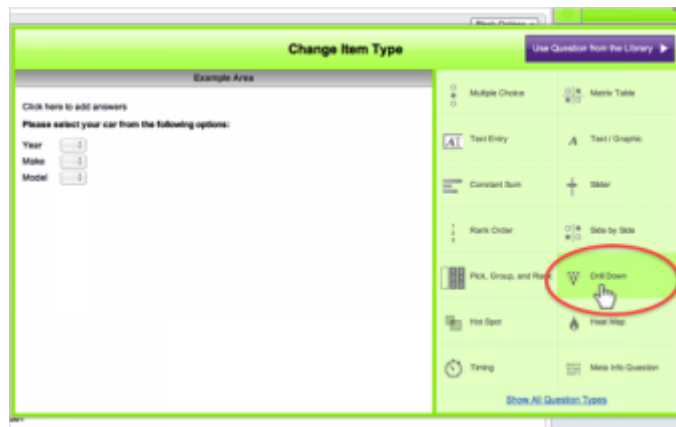 Block Options
Change Item Type
Use Question from the Library
Example Area
Click here to add answers
Please select your car from the following options:
Year
Make
Model
Multiple Choice
Matrix Table
Text Entry
Text / Graphic
Constant Sum
Slider
Rank Order
Side by Side
Pick, Group, and Rank
Drill Down
Hot Spot
Heat Map
Timing
Meta Info Question
Show All Question Types